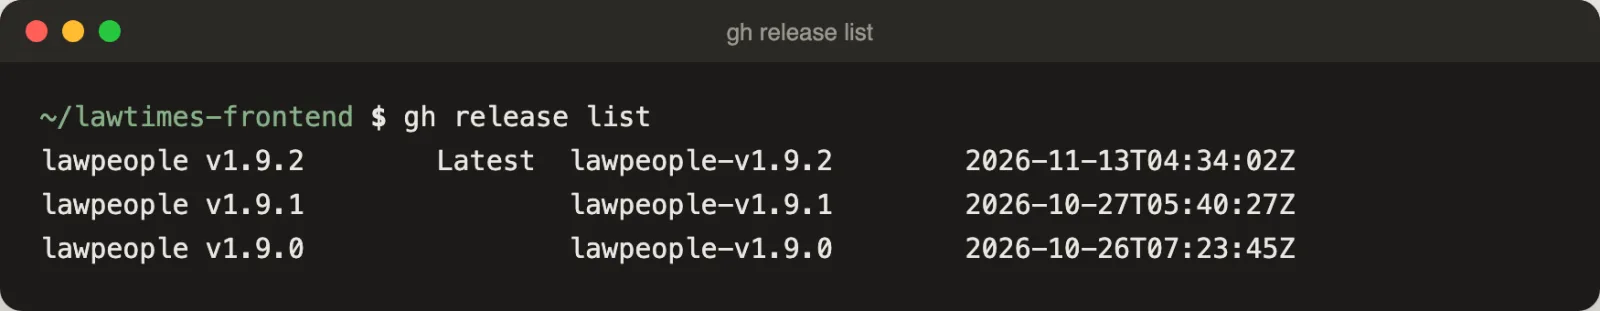 gh release list
~/lawtimes-frontend $ gh release list
lawpeople v1.9.2 Latest lawpeople-v1.9.2 2026-11-13T04:34:02Z
lawpeople v1.9.1 lawpeople-v1.9.1 2026-10-27T05:40:27Z
lawpeople v1.9.0 lawpeople-v1.9.0 2026-10-26T07:23:45Z